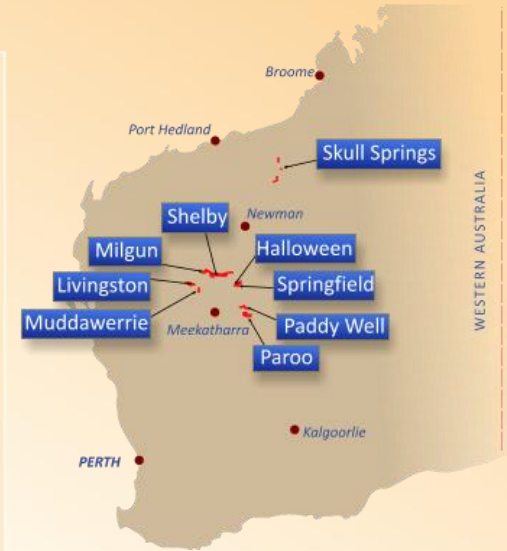 Broome
Port Hedland
Skull Springs
Shelby
Newman
Milgun
Halloween
Livingston
Springfield
Muddawerrie
Paddy Well
Meekatharra
Paroo
Kalgoorlie
PERTH
WESTERN AUSTRALIA